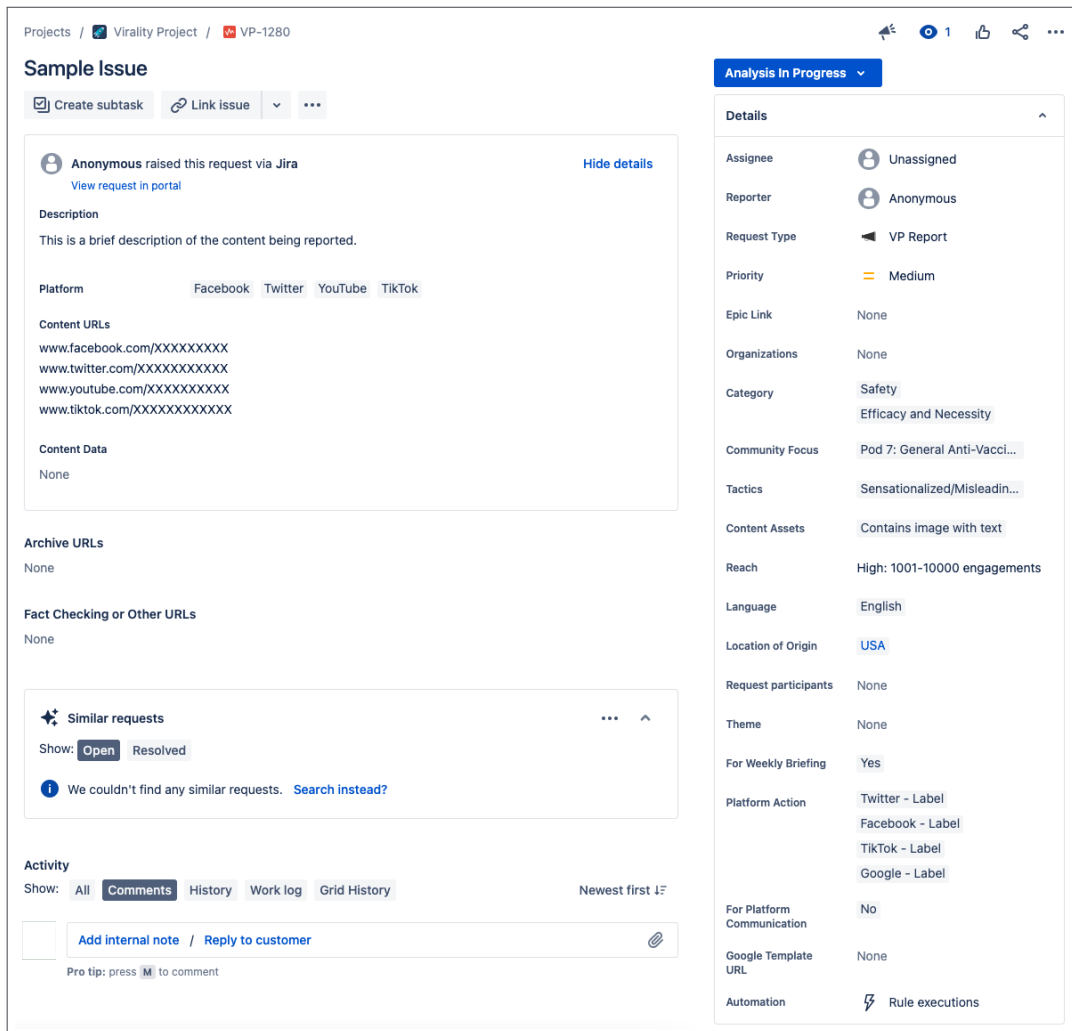 Projects / Virality Project / VP-1280
1
Sample Issue
Create subtask Link issue
Anonymous raised this request via Jira Hide details
View request in portal
Description
This is a brief description of the content being reported.
Platform Facebook Twitter YouTube TikTok
Content URLs
www.facebook.com/XXXXXXXXX
www.twitter.com/XXXXXXXXXXX
www.youtube.com/XXXXXXXXXX
www.tiktok.com/XXXXXXXXXXXX
Content Data
None
Archive URLs
None
Fact Checking or Other URLs
None
Similar requests
Show: Open Resolved
We couldn't find any similar requests. Search instead?
Activity
Show: All Comments History Work log Grid History Newest first
Add internal note / Reply to customer
Pro tip: press M to comment
Analysis In Progress
Details
Assignee Unassigned
Reporter Anonymous
Request Type VP Report
Priority Medium
Epic Link None
Organizations None
Category Safety
Efficacy and Necessity
Community Focus Pod 7: General Anti-Vacci...
Tactics Sensationalized/Misleadin...
Content Assets Contains image with text
Reach High: 1001-10000 engagements
Language English
Location of Origin USA
Request participants None
Theme None
For Weekly Briefing Yes
Platform Action Twitter - Label
Facebook - Label
TikTok - Label
Google - Label
For Platform No
Communication
Google Template None
URL
Automation Rule executions